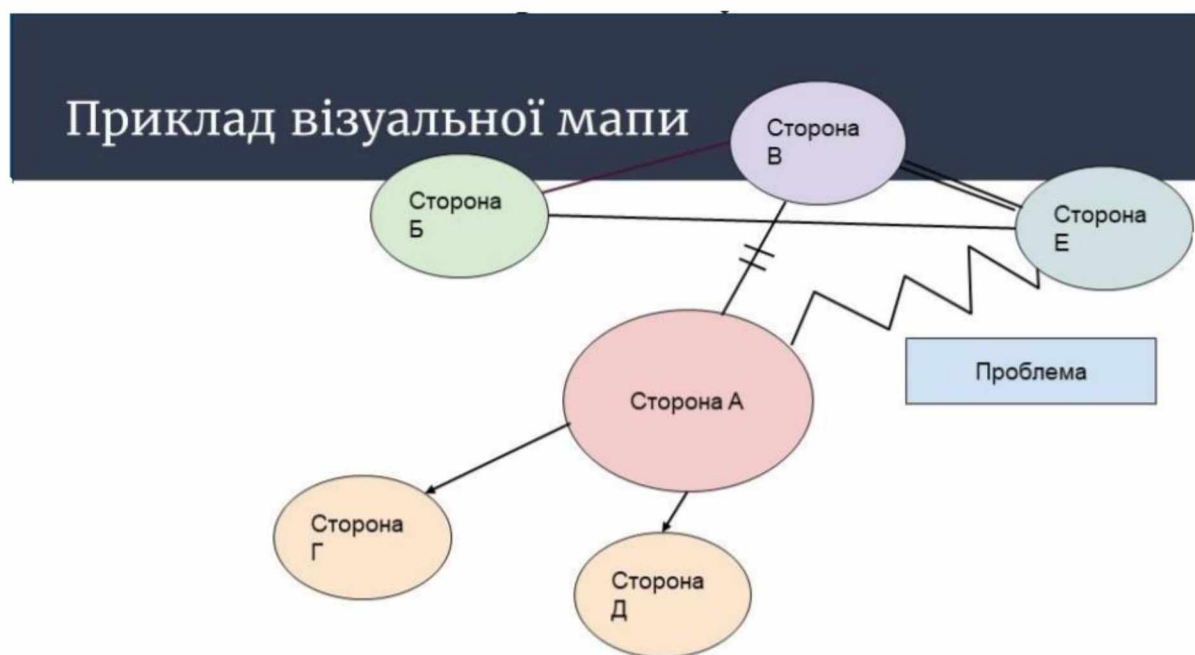 Приклад візуальної мапи
Сторона
В
Сторона
Б
Сторона
Е
Проблема
Сторона А
Сторона
Г
Сторона
Д